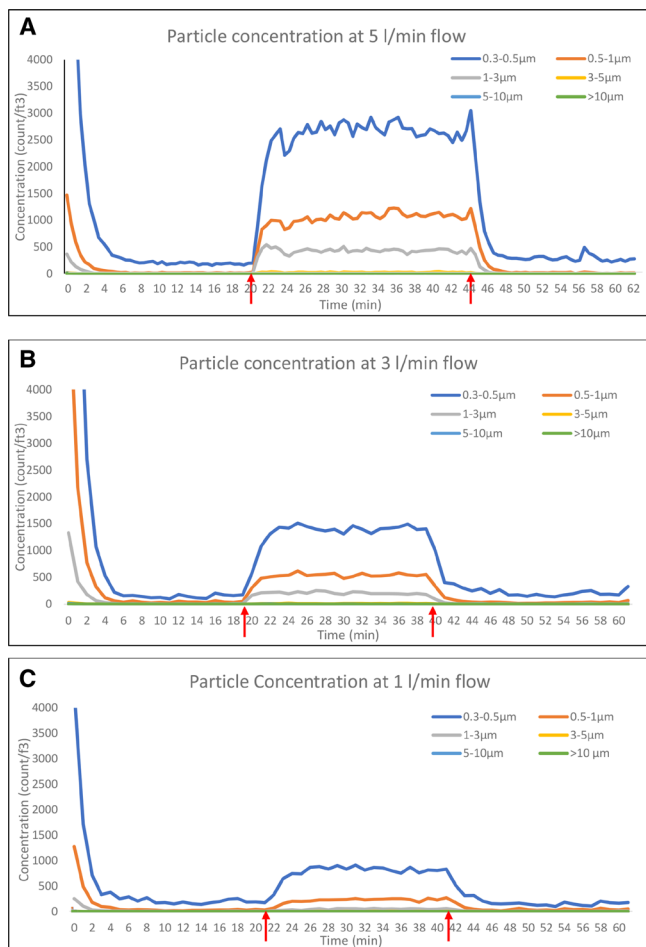 A
Particle concentration at 5 l/min flow
0.3-0.5µm 0.5-1µm
1-3µm 3-5µm
5-10µm >10µm
Concentration (count/ft3)
4000
3500
3000
2500
2000
1500
1000
500
0
0 2 4 6 8 10 12 14 16 18 20 22 24 26 28 30 32 34 36 38 40 42 44 46 48 50 52 54 56 58 60 62
Time (min)
B
Particle concentration at 3 l/min flow
0.3-0.5µm 0.5-1µm
1-3µm 3-5µm
5-10µm >10µm
Concentration (count/ft3)
4000
3500
3000
2500
2000
1500
1000
500
0
0 2 4 6 8 10 12 14 16 18 20 22 24 26 28 30 32 34 36 38 40 42 44 46 48 50 52 54 56 58 60
Time (min)
C
Particle Concentration at 1 l/min flow
0.3-0.5µm 0.5-1µm
1-3µm 3-5µm
5-10µm >10 µm
Concentration (count/f3)
4000
3500
3000
2500
2000
1500
1000
500
0
0 2 4 6 8 10 12 14 16 18 20 22 24 26 28 30 32 34 36 38 40 42 44 46 48 50 52 54 56 58 60
Time (min)